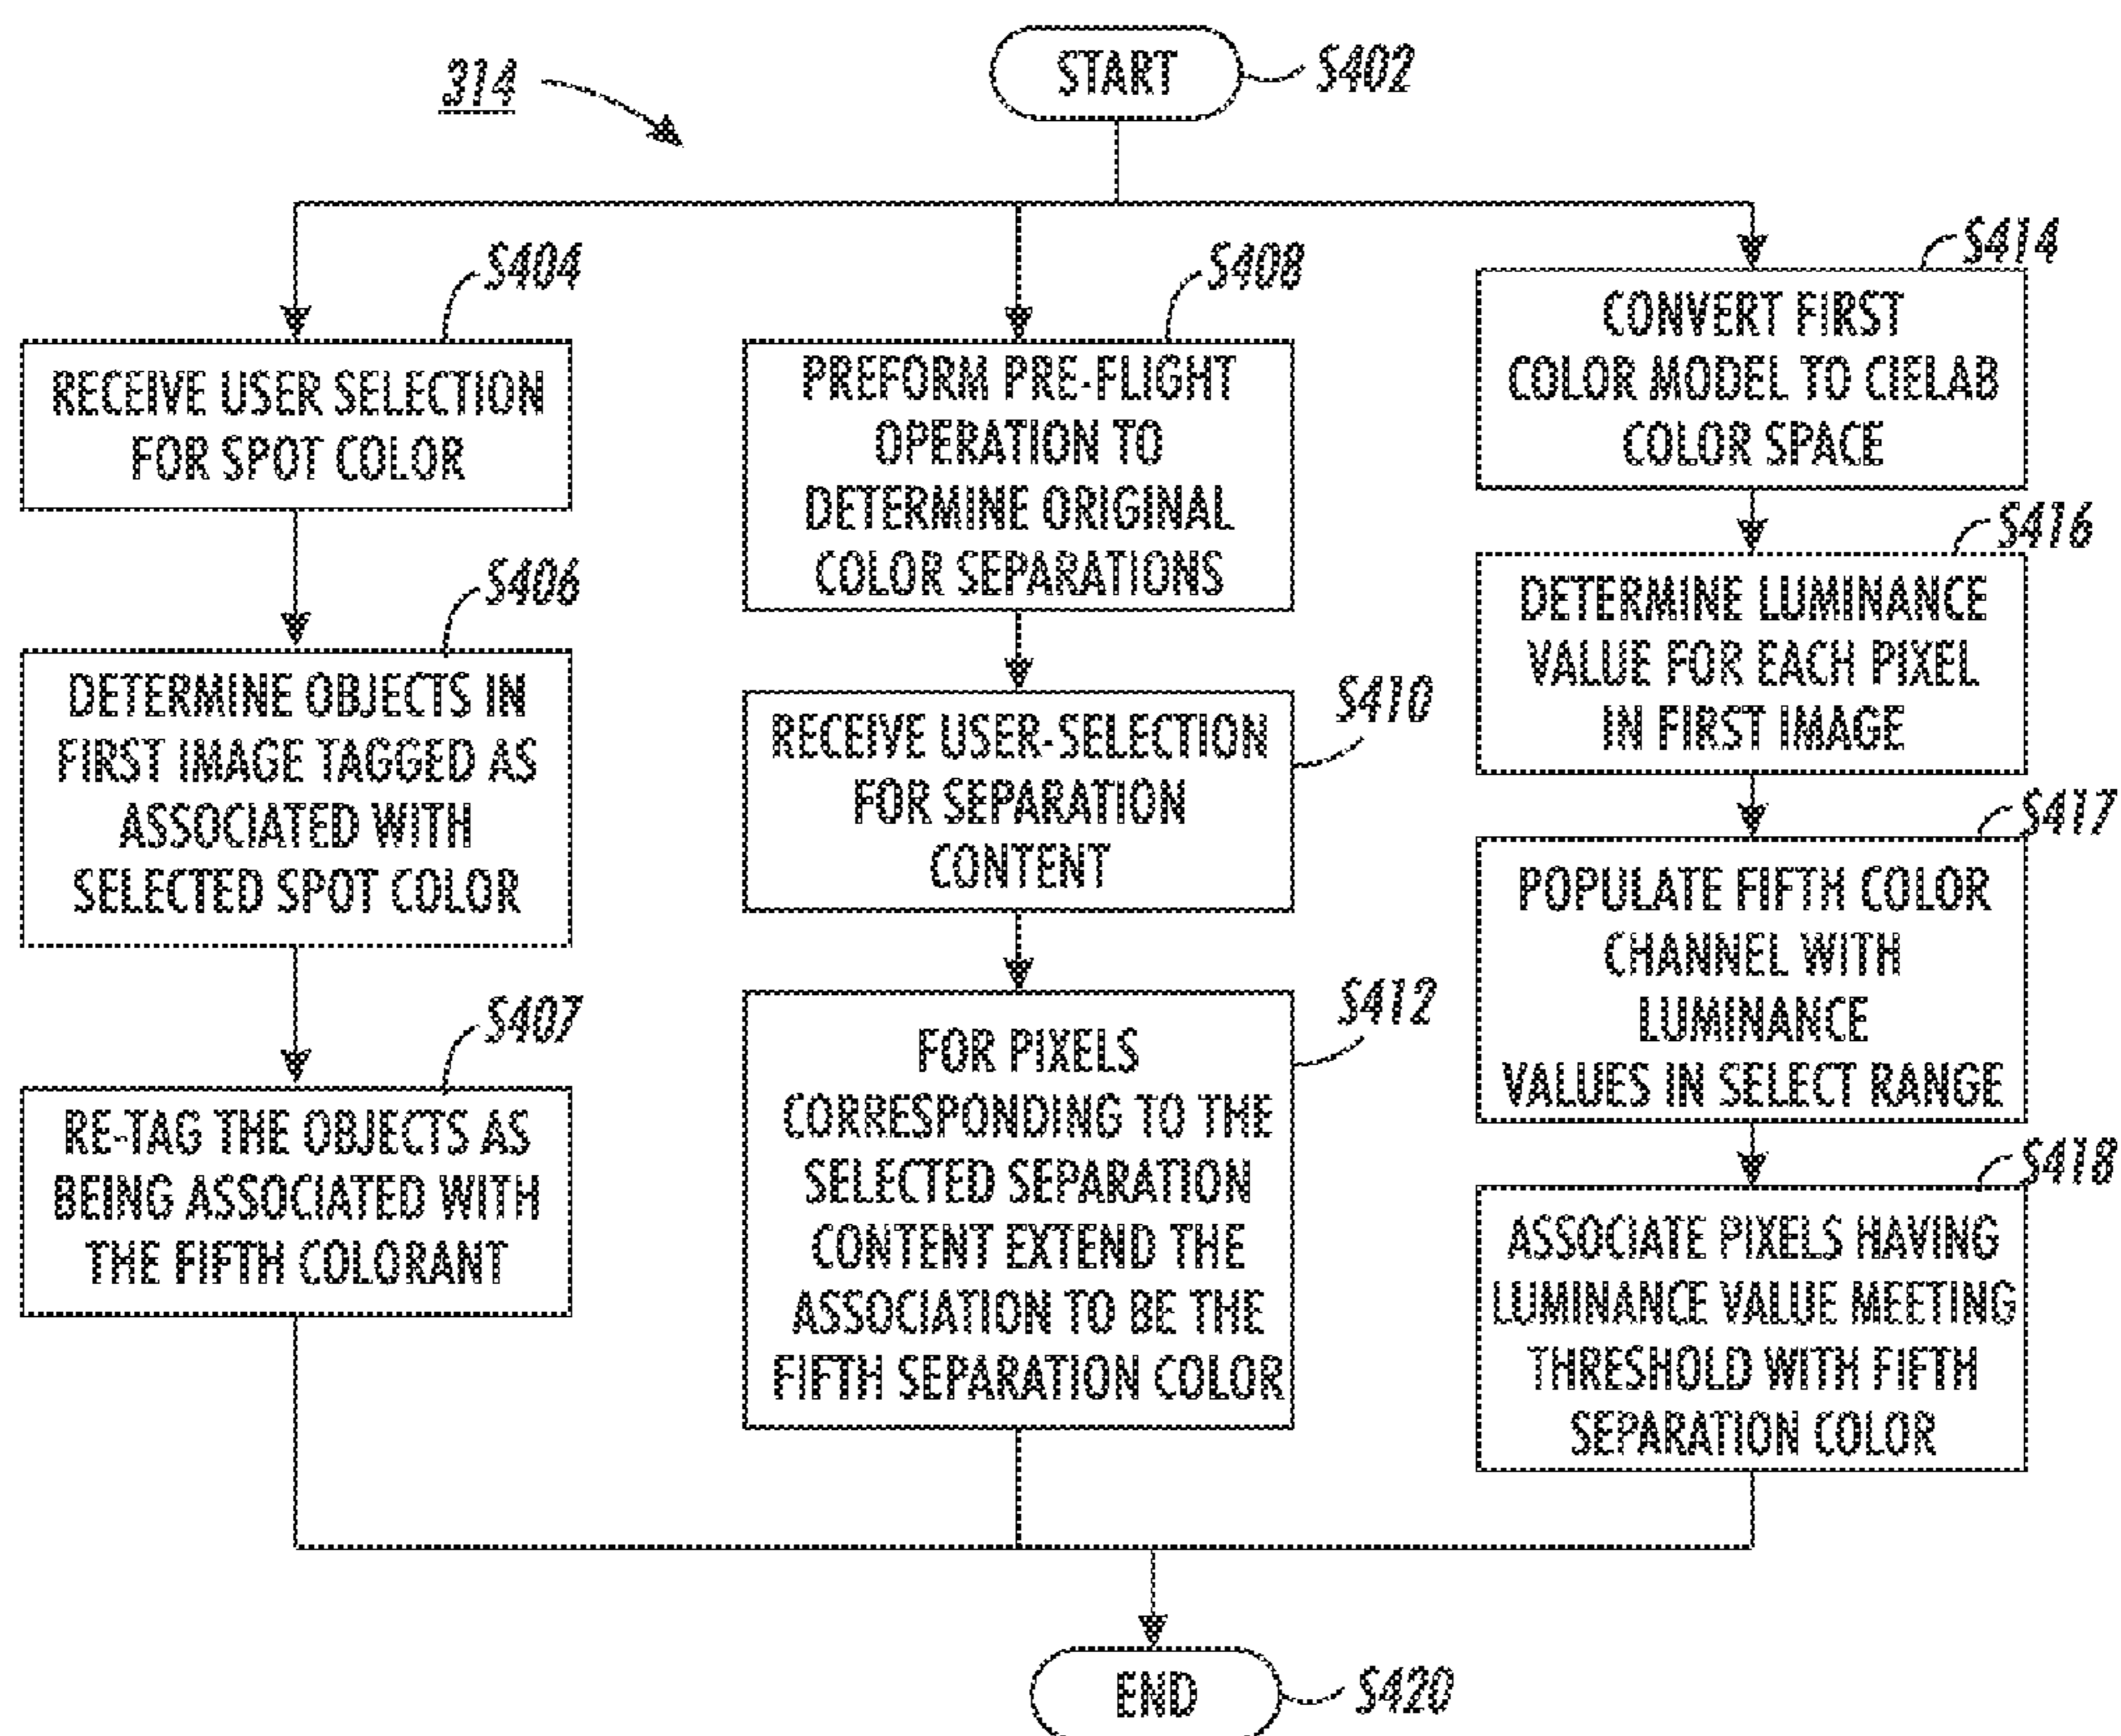 314
START
S402
S404
RECEIVE USER SELECTION
FOR SPOT COLOR
S406
DETERMINE OBJECTS IN
FIRST IMAGE TAGGED AS
ASSOCIATED WITH
SELECTED SPOT COLOR
S407
RE-TAG THE OBJECTS AS
BEING ASSOCIATED WITH
THE FIFTH COLORANT
S408
PREFORM PRE-FLIGHT
OPERATION TO
DETERMINE ORIGINAL
COLOR SEPARATIONS
S410
RECEIVE USER-SELECTION
FOR SEPARATION
CONTENT
S412
FOR PIXELS
CORRESPONDING TO THE
SELECTED SEPARATION
CONTENT EXTEND THE
ASSOCIATION TO BE THE
FIFTH SEPARATION COLOR
S414
CONVERT FIRST
COLOR MODEL TO CIELAB
COLOR SPACE
S416
DETERMINE LUMINANCE
VALUE FOR EACH PIXEL
IN FIRST IMAGE
S417
POPULATE FIFTH COLOR
CHANNEL WITH
LUMINANCE
VALUES IN SELECT RANGE
S418
ASSOCIATE PIXELS HAVING
LUMINANCE VALUE MEETING
THRESHOLD WITH FIFTH
SEPARATION COLOR
END
S420